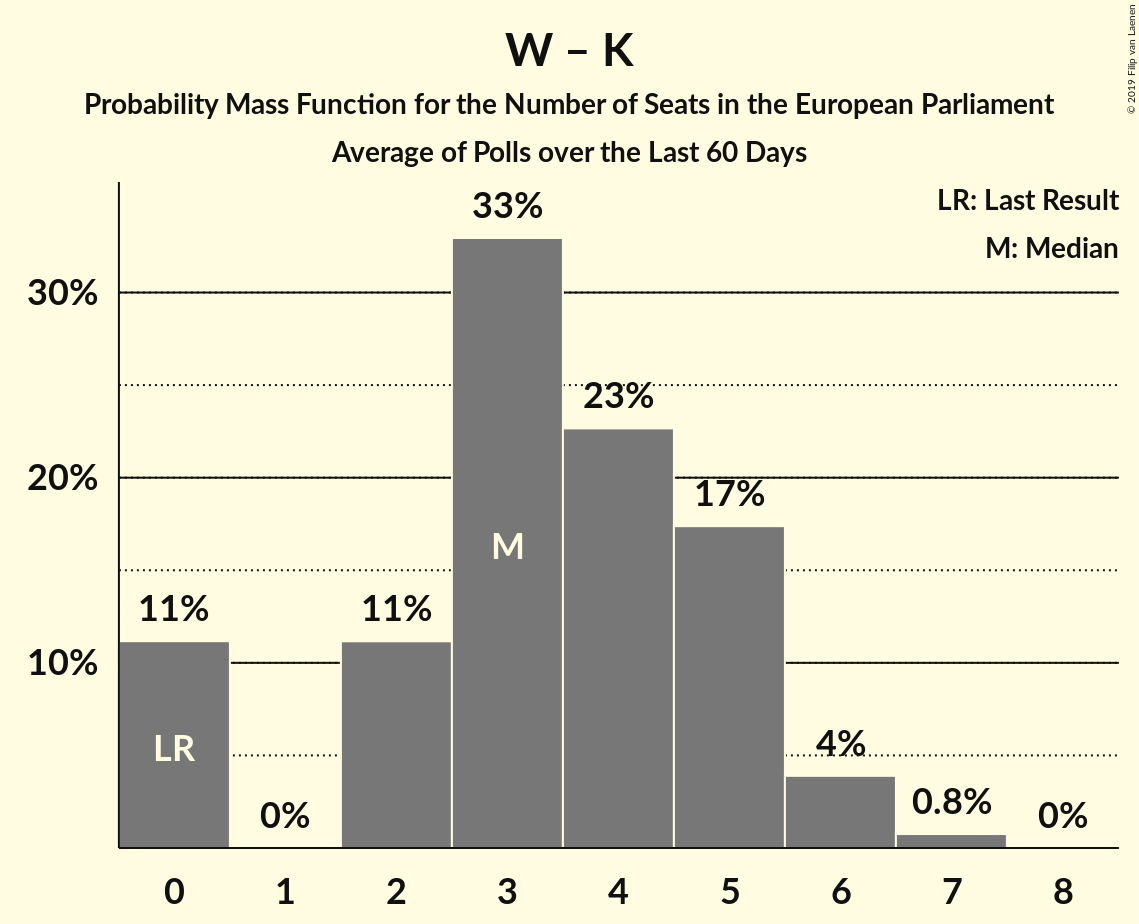 W – K
Probability Mass Function for the Number of Seats in the European Parliament
Average of Polls over the Last 60 Days
© 2019 Filip van Laenen
LR: Last Result
M: Median
33%
30%
23%
20%
17%
M
11%
11%
10%
LR
4%
0%
0.8%
0%
0 1 2 3 4 5 6 7 8